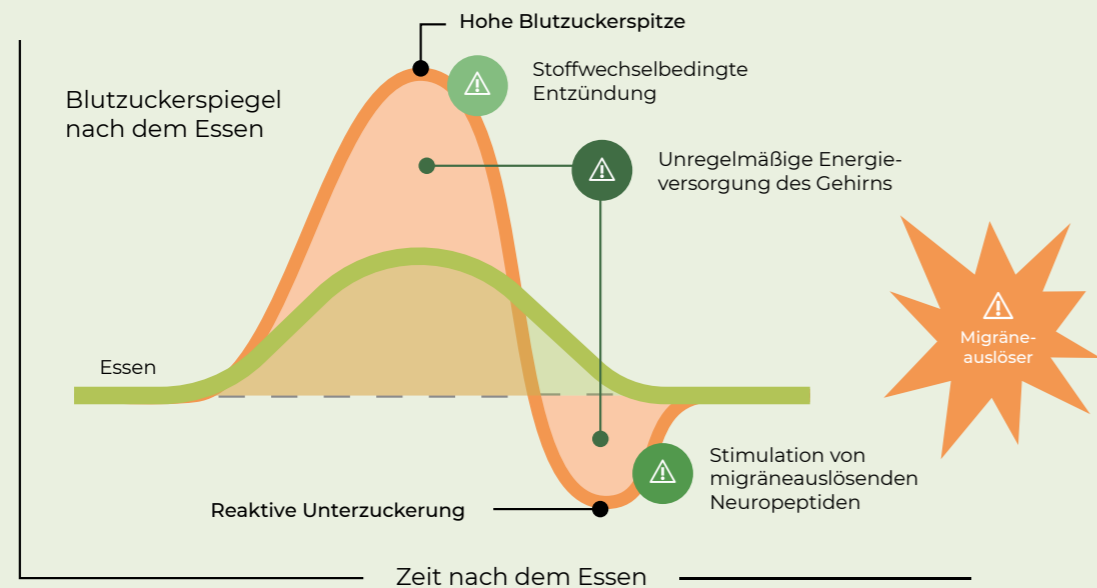 Hohe Blutzuckerspitze
Blutzuckerspiegel
nach dem Essen
Stoffwechselbedingte
Entzündung
Unregelmäßige Energie-
versorgung des Gehirns
Migräne-
auslöser
Essen
Stimulation von
migräneauslösenden
Neuropeptiden
Reaktive Unterzuckerung
Zeit nach dem Essen